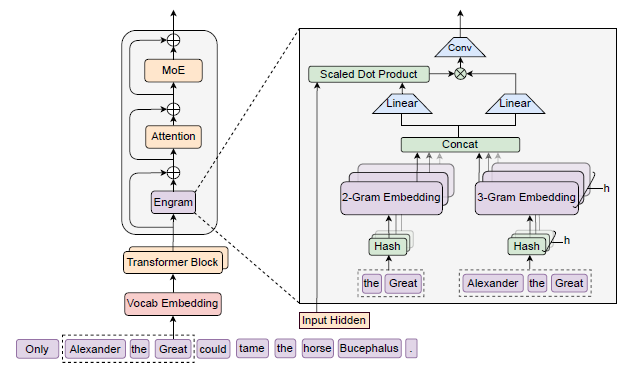 MoE
Attention
Engram
Transformer Block
Vocab Embedding
Only Alexander the Great could tame the horse Bucephalus .
Conv
Scaled Dot Product
Linear Linear
Concat
2-Gram Embedding 3-Gram Embedding h
Hash Hash h
the Great Alexander the Great
Input Hidden